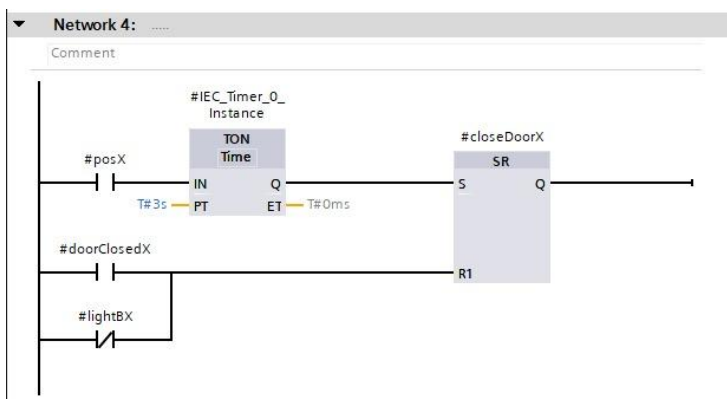 Network 4: .....
Comment
#IEC_Timer_0_
Instance
TON
Time
#posX
IN Q
T#3s PT ET T#0ms
#closeDoorX
SR
S Q
R1
#doorClosedX
#lightBX